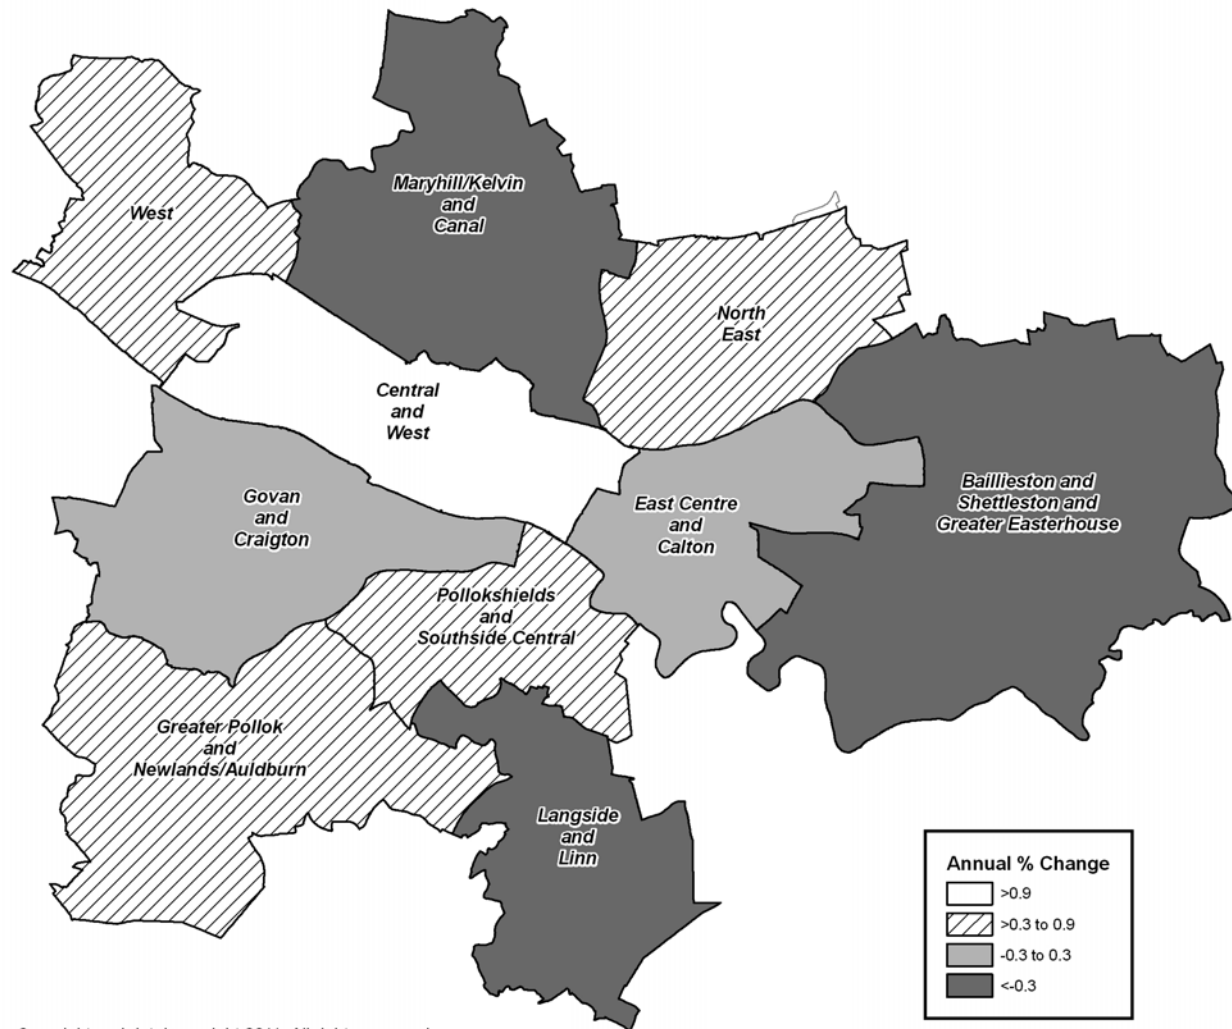 Maryhill/Kelvin
and
Canal
West
North
East
Central
and
West
Govan
and
Craigton
East Centre
and
Calton
Baillieston and
Shettleston and
Greater Easterhouse
Pollokshields
and
Southside Central
Greater Pollok
and
Newlands/Auldburn
Langside
and
Linn
Annual % Change
>0.9
>0.3 to 0.9
-0.3 to 0.3
<-0.3